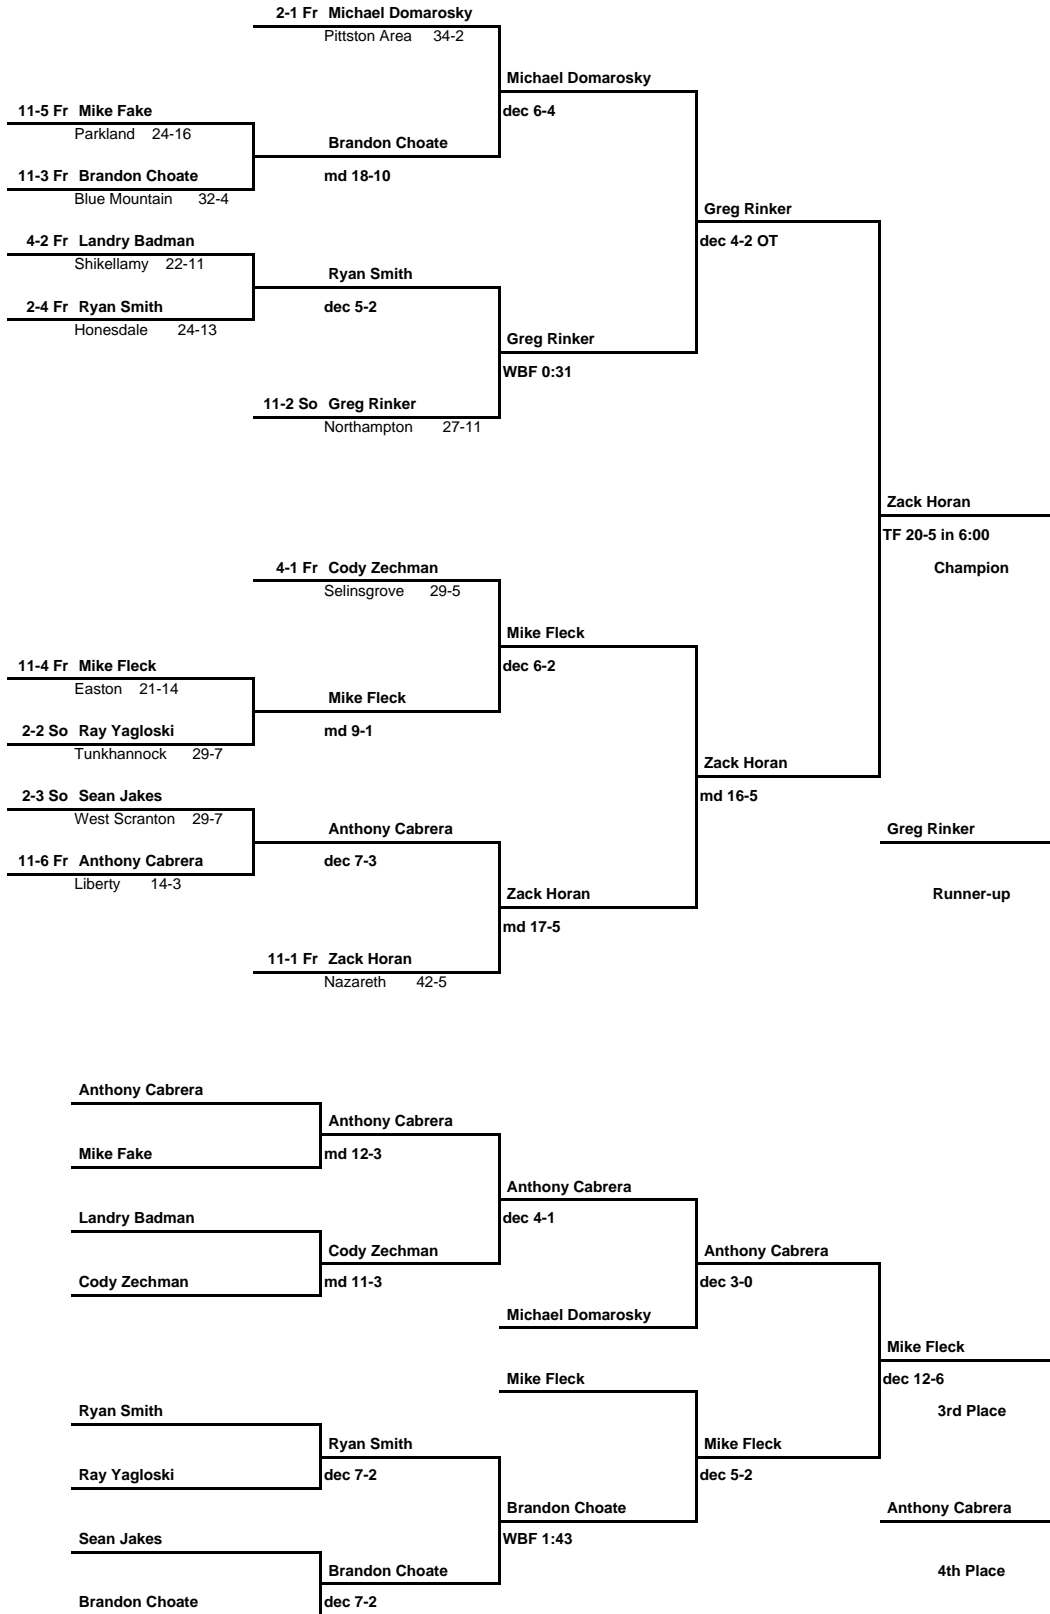 2-1 Fr Michael Domarosky
Pittston Area 34-2
Michael Domarosky
11-5 Fr Mike Fake
dec 6-4
Parkland 24-16
Brandon Choate
11-3 Fr Brandon Choate
md 18-10
Blue Mountain 32-4
Greg Rinker
4-2 Fr Landry Badman
dec 4-2 OT
Shikellamy 22-11
Ryan Smith
2-4 Fr Ryan Smith
dec 5-2
Honesdale 24-13
Greg Rinker
WBF 0:31
11-2 So Greg Rinker
Northampton 27-11
Zack Horan
TF 20-5 in 6:00
4-1 Fr Cody Zechman
Champion
Selinsgrove 29-5
Mike Fleck
11-4 Fr Mike Fleck
dec 6-2
Easton 21-14
Mike Fleck
2-2 So Ray Yagloski
md 9-1
Tunkhannock 29-7
Zack Horan
2-3 So Sean Jakes
md 16-5
West Scranton 29-7
Anthony Cabrera
Greg Rinker
11-6 Fr Anthony Cabrera
dec 7-3
Liberty 14-3
Zack Horan
Runner-up
md 17-5
11-1 Fr Zack Horan
Nazareth 42-5
Anthony Cabrera
Anthony Cabrera
Mike Fake
md 12-3
Anthony Cabrera
Landry Badman
dec 4-1
Cody Zechman
Anthony Cabrera
Cody Zechman
md 11-3
dec 3-0
Michael Domarosky
Mike Fleck
Mike Fleck
dec 12-6
Ryan Smith
3rd Place
Ryan Smith
Mike Fleck
Ray Yagloski
dec 7-2
dec 5-2
Brandon Choate
Anthony Cabrera
Sean Jakes
WBF 1:43
Brandon Choate
4th Place
Brandon Choate
dec 7-2